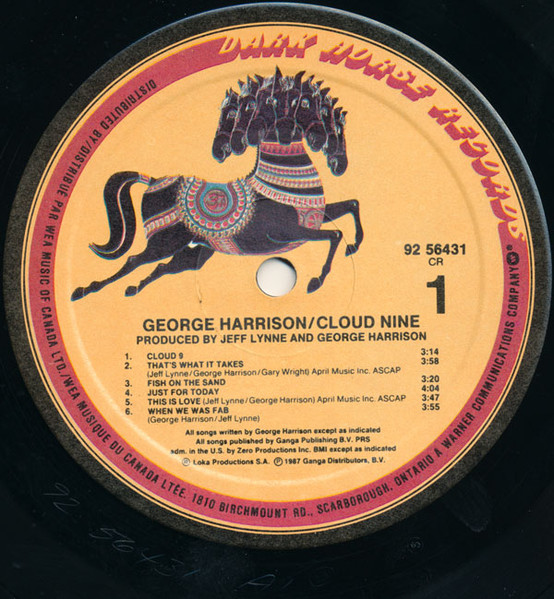 DARK HORSE RECORDS
DISTRIBUTED BY/DISTRIBUÉ PAR WEA MUSIC OF CANADA LTD./WEA MUSIQUE DU CANADA LTÉE. 1810 BIRCHMOUNT RD., SCARBOROUGH, ONTARIO A WARNER COMMUNICATIONS COMPANY
92 56431
CR
1
GEORGE HARRISON/CLOUD NINE
PRODUCED BY JEFF LYNNE AND GEORGE HARRISON
1. CLOUD 9 3:14
2. THAT'S WHAT IT TAKES 3:58
(Jeff Lynne/George Harrison/Gary Wright) April Music Inc. ASCAP
3. FISH ON THE SAND 3:20
4. JUST FOR TODAY 4:04
5. THIS IS LOVE (Jeff Lynne/George Harrison) April Music Inc. ASCAP 3:47
6. WHEN WE WAS FAB 3:55
(George Harrison/Jeff Lynne)
All songs written by George Harrison except as indicated
All songs published by Ganga Publishing B.V. PRS
adm. in the U.S. by Zero Productions Inc. BMI except as indicated
℗ Loka Productions S.A. ℗ 1987 Ganga Distributors, B.V.
92 56431 A